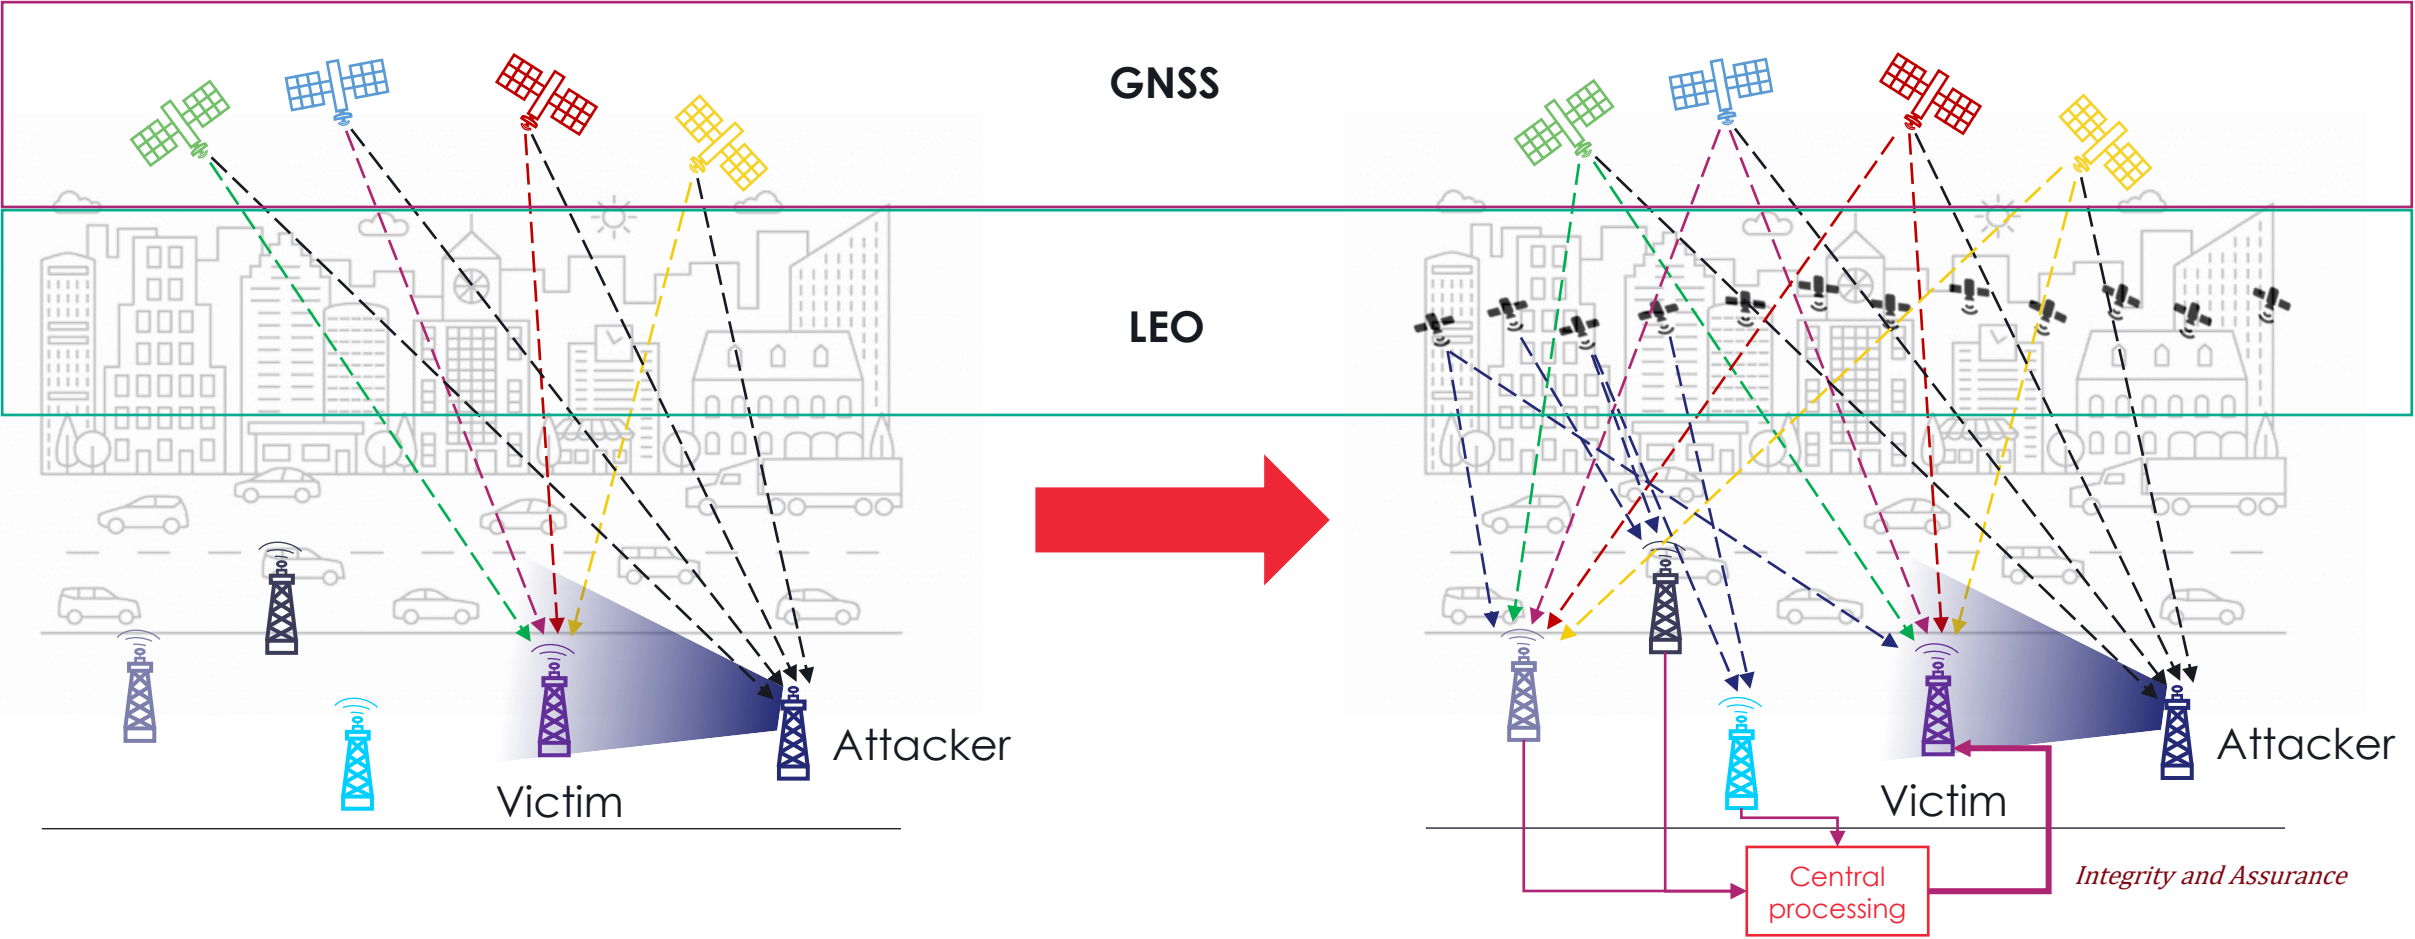 GNSS
LEO
Attacker
Victim
Attacker
Victim
Central
processing
Integrity and Assurance